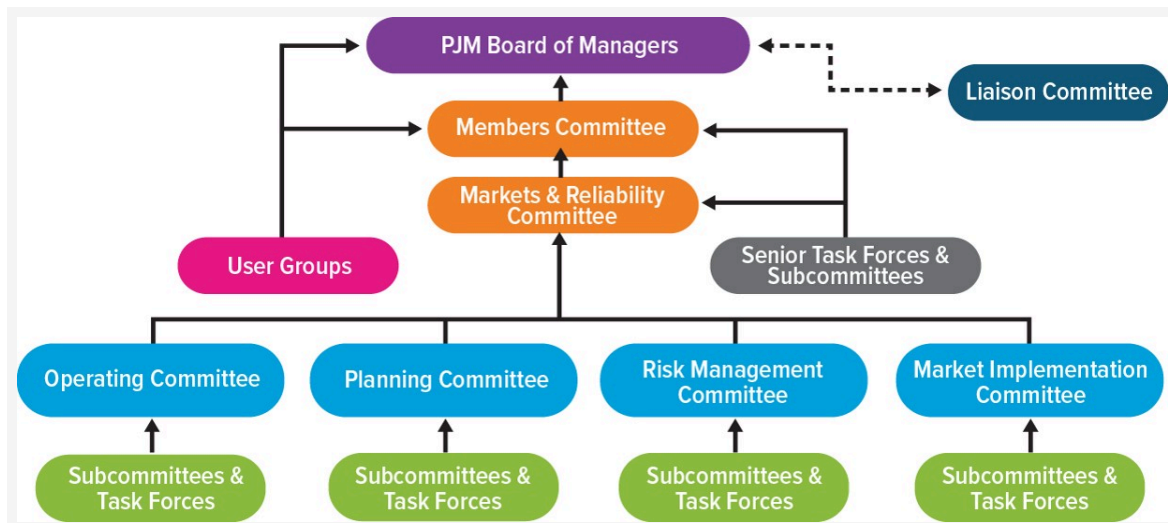 PJM Board of Managers
Liaison Committee
Members Committee
Markets & Reliability
Committee
User Groups
Senior Task Forces &
Subcommittees
Operating Committee
Planning Committee
Risk Management
Committee
Market Implementation
Committee
Subcommittees &
Task Forces
Subcommittees &
Task Forces
Subcommittees &
Task Forces
Subcommittees &
Task Forces